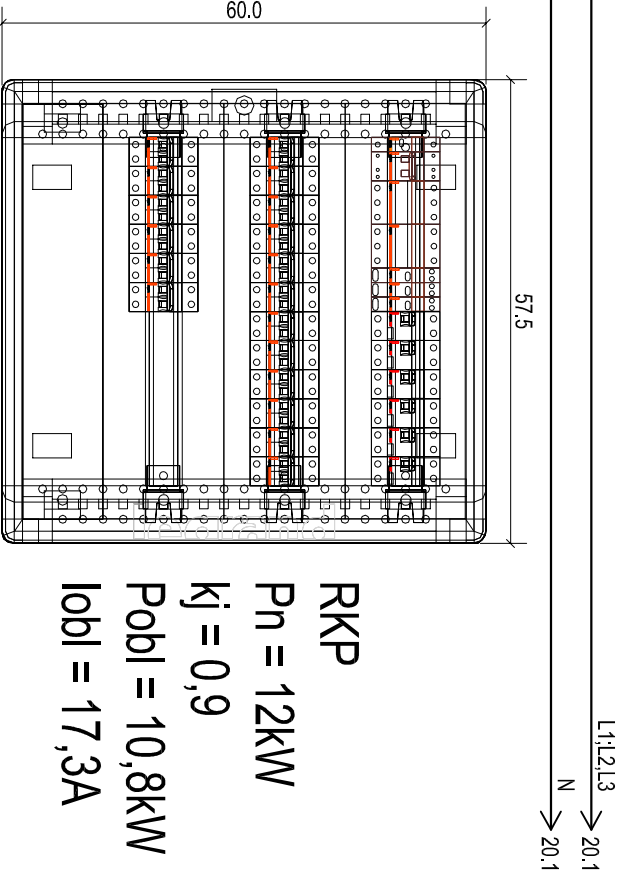 60.0
57.5
L1;L2,L3
20.1
N
20.1
RKP
Pn = 12kW
kj = 0,9
Pobl = 10,8kW
Iobl = 17,3A
legrand